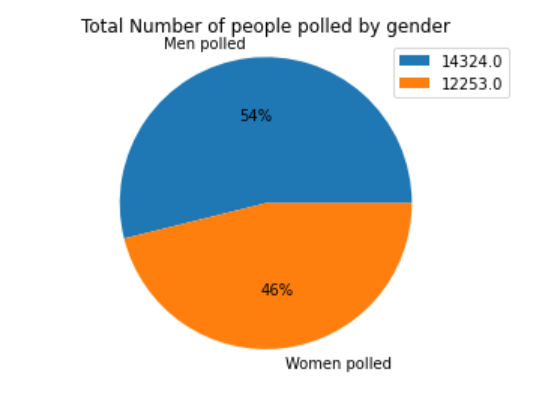 Total Number of people polled by gender
Men polled
14324.0
12253.0
54%
46%
Women polled